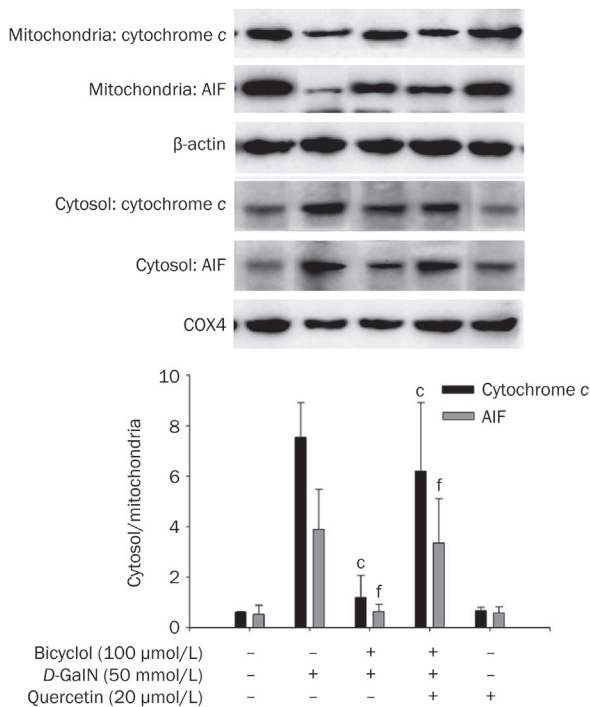 Mitochondria: cytochrome c
Mitochondria: AIF
β-actin
Cytosol: cytochrome c
Cytosol: AIF
COX4
10
8
6
4
2
0
Cytosol/mitochondria
c
f
c
f
Cytochrome c
AIF
Bicyclol (100 µmol/L) – – + + –
D-GalN (50 mmol/L) – + + + –
Quercetin (20 µmol/L) – – – + +